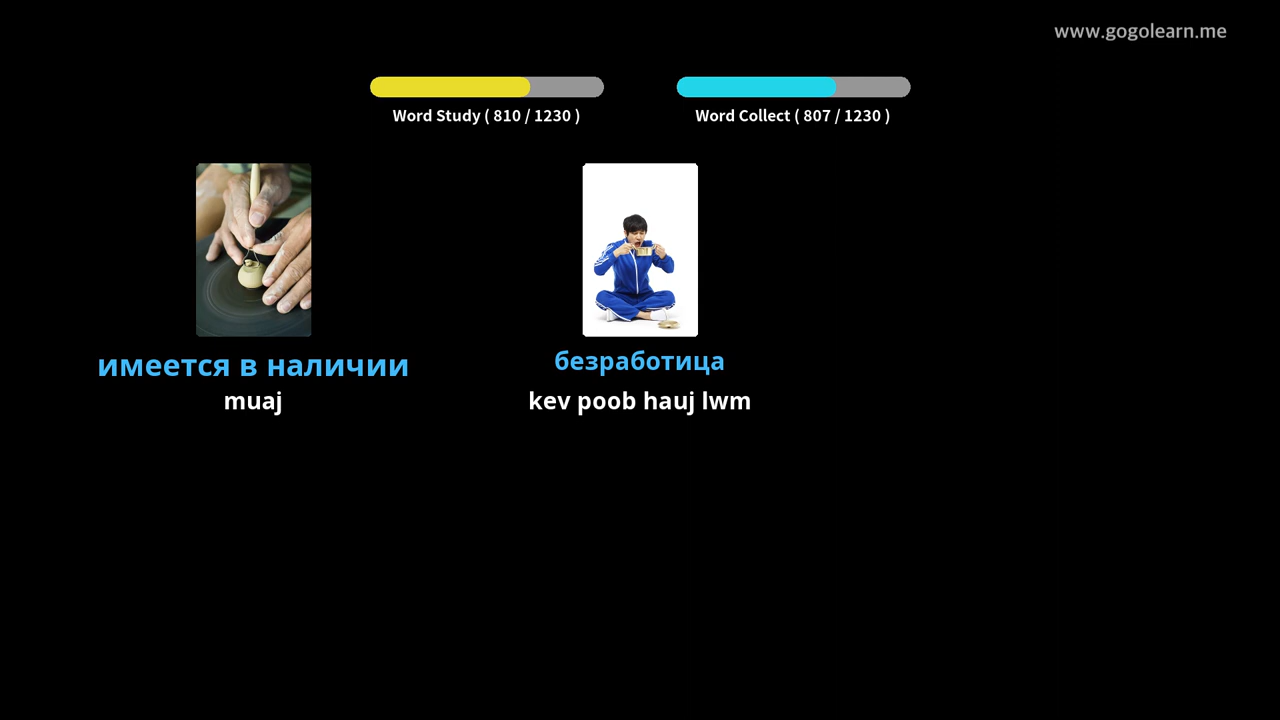 www.gogolearn.me
Word Study ( 810 / 1230 )
Word Collect ( 807 / 1230 )
имеется в наличии
muaj
безработица
kev poob hauj lwm